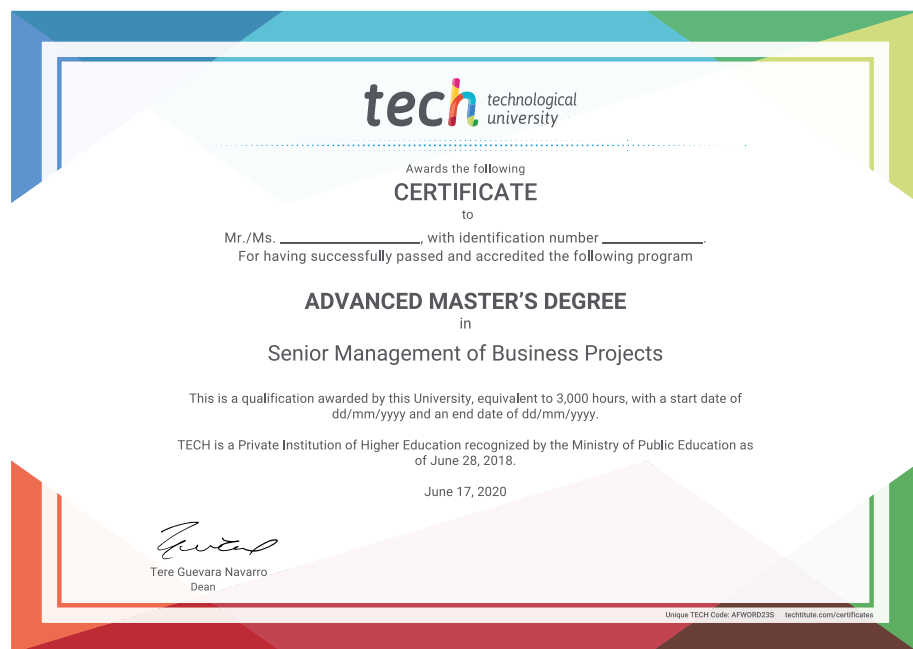 tech technological
university
Awards the following
CERTIFICATE
to
Mr./Ms. ____________________, with identification number ______________.
For having successfully passed and accredited the following program
ADVANCED MASTER’S DEGREE
in
Senior Management of Business Projects
This is a qualification awarded by this University, equivalent to 3,000 hours, with a start date of
dd/mm/yyyy and an end date of dd/mm/yyyy.
TECH is a Private Institution of Higher Education recognized by the Ministry of Public Education as
of June 28, 2018.
June 17, 2020
Tere Guevara Navarro
Dean
Unique TECH Code: AFWORD23S techtitute.com/certificates